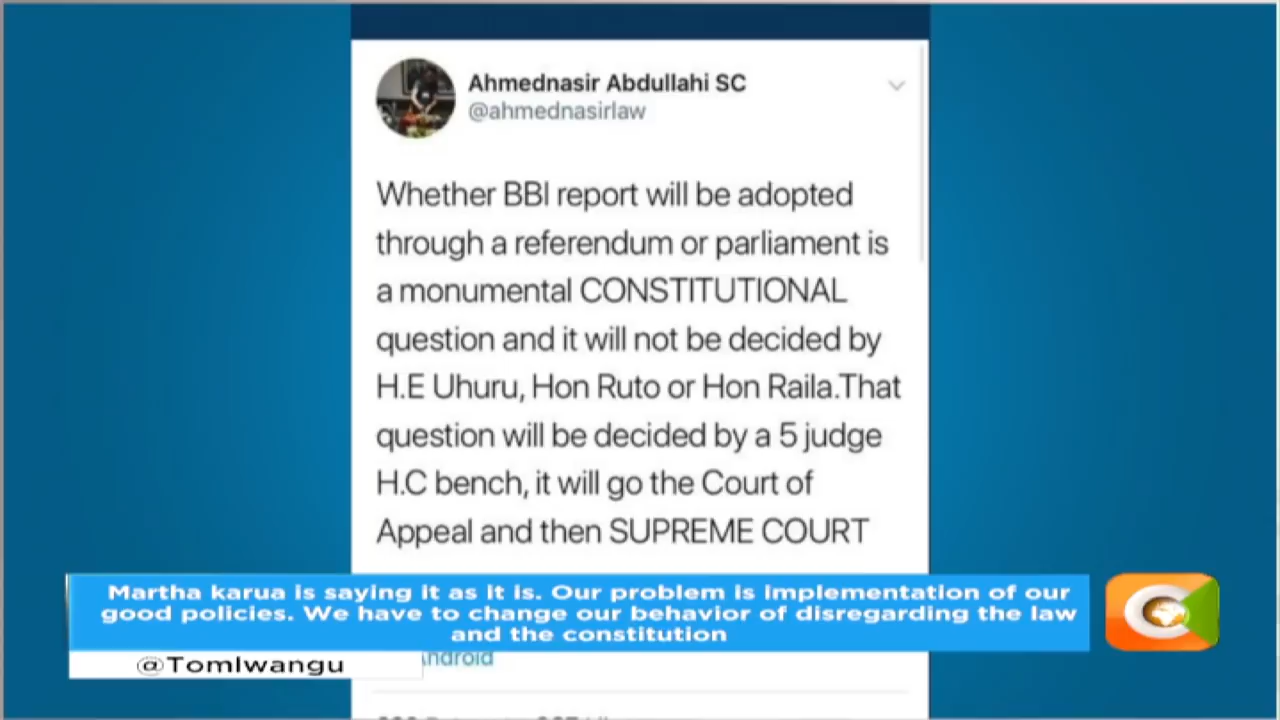 Ahmednasir Abdullahi SC
@ahmednasirlaw
Whether BBI report will be adopted
through a referendum or parliament is
a monumental CONSTITUTIONAL
question and it will not be decided by
H.E Uhuru, Hon Ruto or Hon Raila.That
question will be decided by a 5 judge
H.C bench, it will go the Court of
Appeal and then SUPREME COURT
Martha karua is saying it as it is. Our problem is implementation of our
good policies. We have to change our behavior of disregarding the law
and the constitution
@TomIwangu
Android